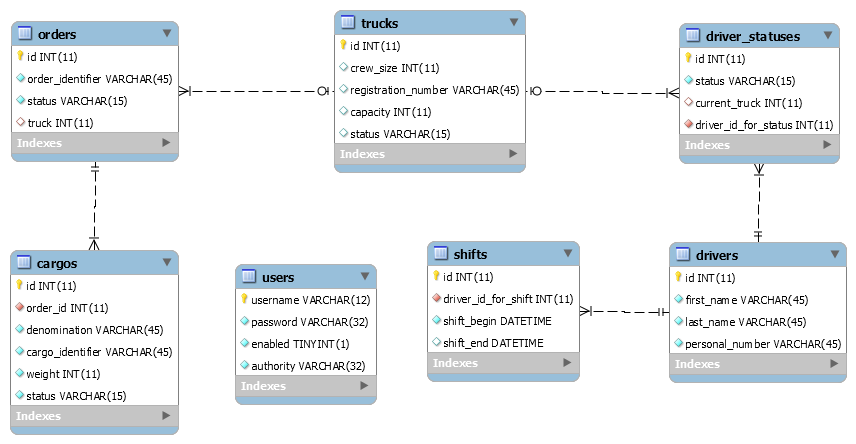 orders
id INT(11)
order_identifier VARCHAR(45)
status VARCHAR(15)
truck INT(11)
Indexes
trucks
id INT(11)
crew_size INT(11)
registration_number VARCHAR(45)
capacity INT(11)
status VARCHAR(15)
Indexes
driver_statuses
id INT(11)
status VARCHAR(15)
current_truck INT(11)
driver_id_for_status INT(11)
Indexes
cargos
id INT(11)
order_id INT(11)
denomination VARCHAR(45)
cargo_identifier VARCHAR(45)
weight INT(11)
status VARCHAR(15)
Indexes
users
username VARCHAR(12)
password VARCHAR(32)
enabled TINYINT(1)
authority VARCHAR(32)
Indexes
shifts
id INT(11)
driver_id_for_shift INT(11)
shift_begin DATETIME
shift_end DATETIME
Indexes
drivers
id INT(11)
first_name VARCHAR(45)
last_name VARCHAR(45)
personal_number VARCHAR(45)
Indexes